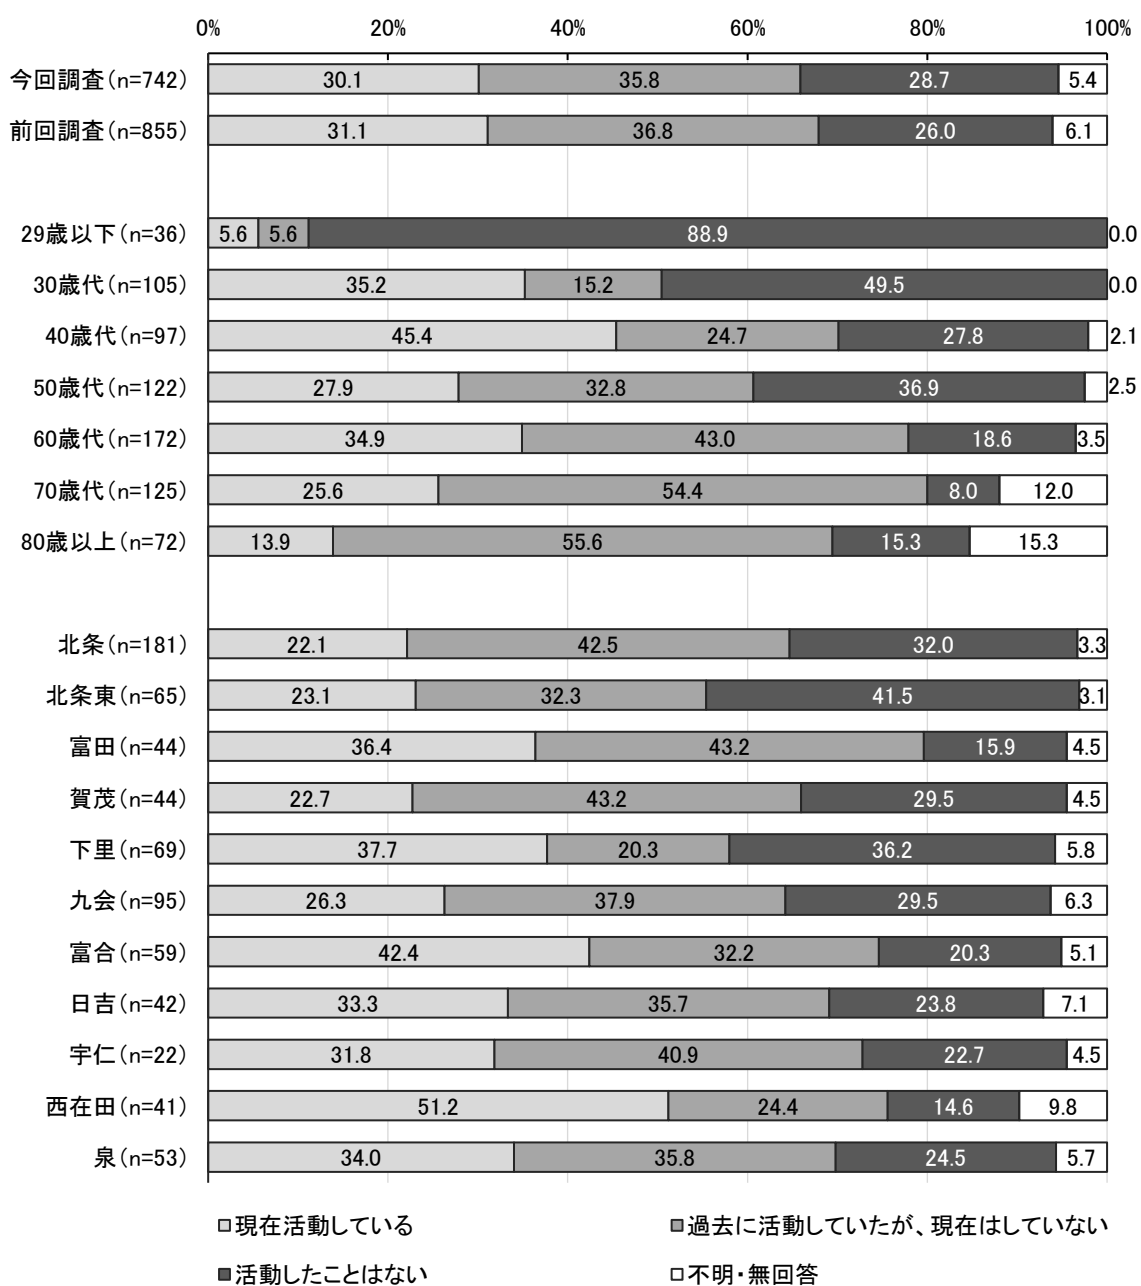 0% 20% 40% 60% 80% 100%
今回調査(n=742) 30.1 35.8 28.7 5.4
前回調査(n=855) 31.1 36.8 26.0 6.1
29歳以下(n=36) 5.6 5.6 88.9 0.0
30歳代(n=105) 35.2 15.2 49.5 0.0
40歳代(n=97) 45.4 24.7 27.8 2.1
50歳代(n=122) 27.9 32.8 36.9 2.5
60歳代(n=172) 34.9 43.0 18.6 3.5
70歳代(n=125) 25.6 54.4 8.0 12.0
80歳以上(n=72) 13.9 55.6 15.3 15.3
北条(n=181) 22.1 42.5 32.0 3.3
北条東(n=65) 23.1 32.3 41.5 3.1
富田(n=44) 36.4 43.2 15.9 4.5
賀茂(n=44) 22.7 43.2 29.5 4.5
下里(n=69) 37.7 20.3 36.2 5.8
九会(n=95) 26.3 37.9 29.5 6.3
富合(n=59) 42.4 32.2 20.3 5.1
日吉(n=42) 33.3 35.7 23.8 7.1
宇仁(n=22) 31.8 40.9 22.7 4.5
西在田(n=41) 51.2 24.4 14.6 9.8
泉(n=53) 34.0 35.8 24.5 5.7
現在活動している 過去に活動していたが、現在はしていない
活動したことはない 不明・無回答